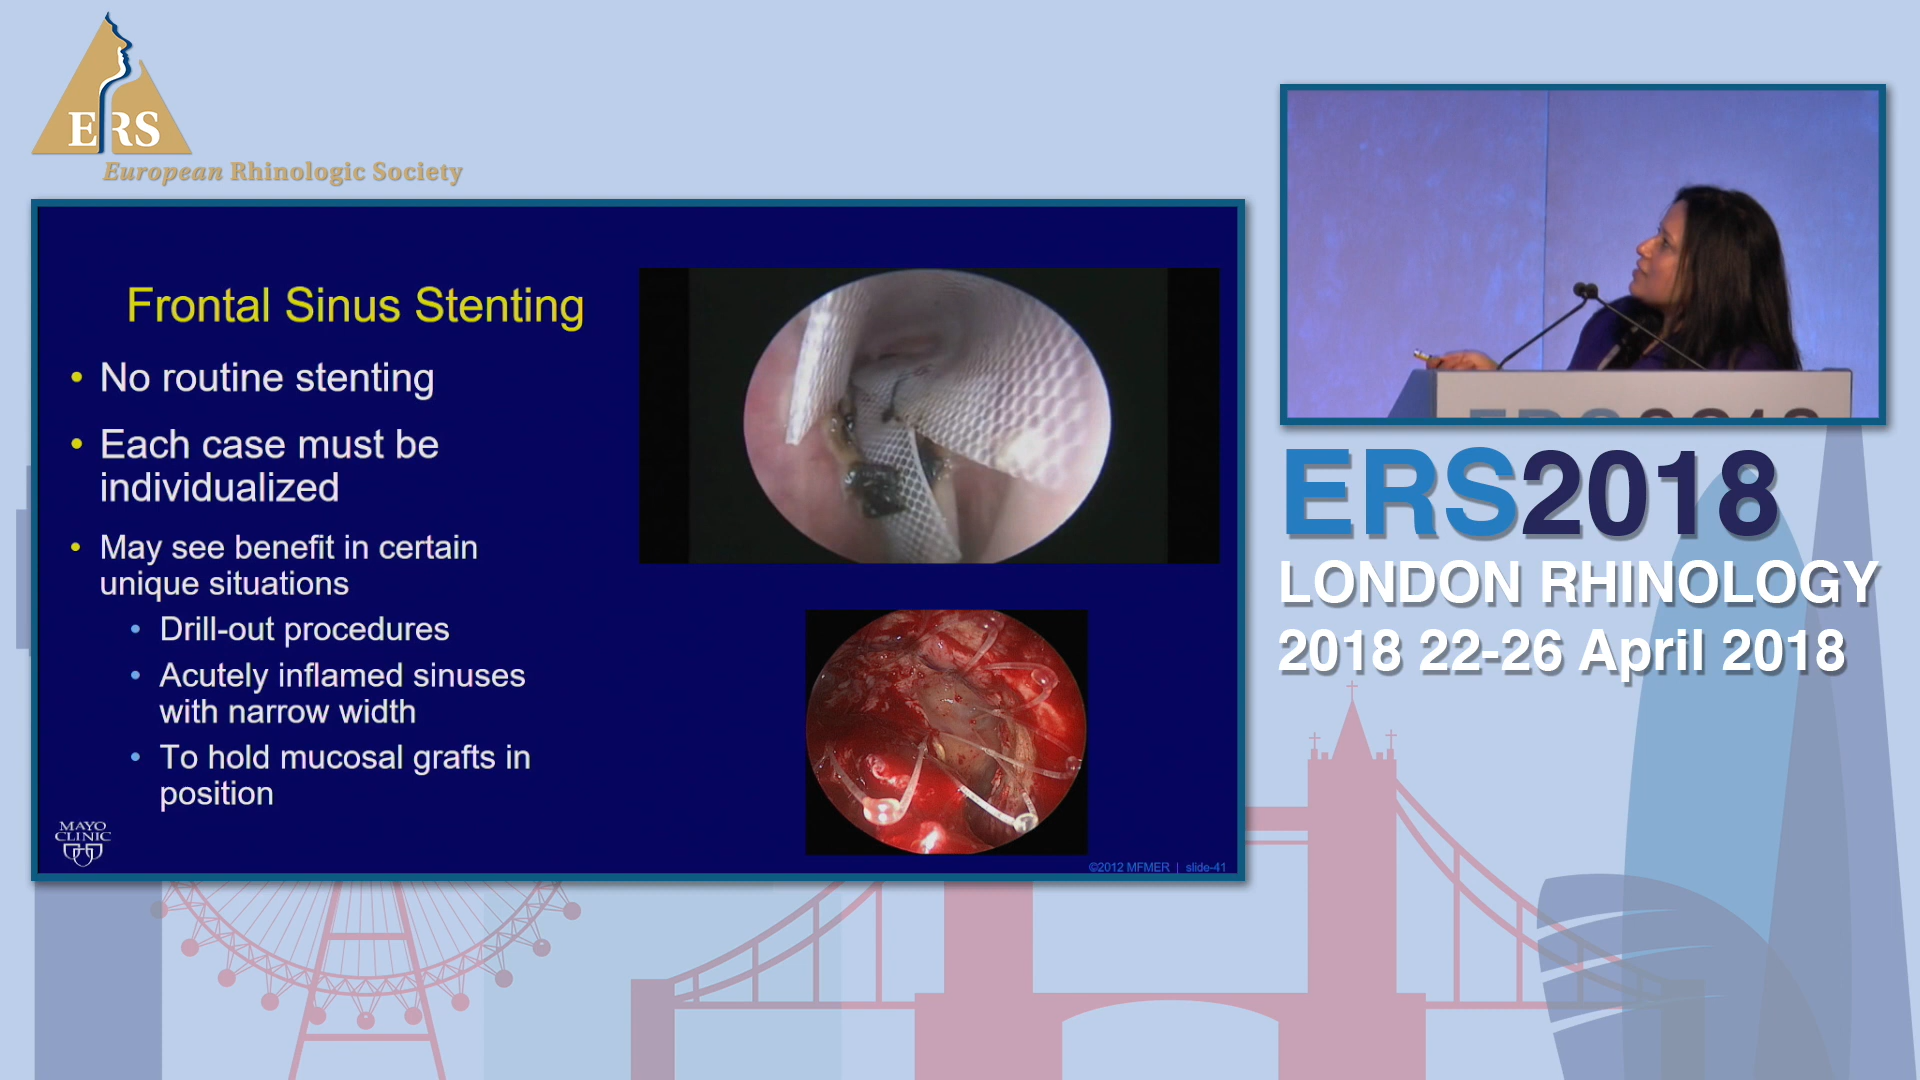 ERS
European Rhinologic Society
Frontal Sinus Stenting
• No routine stenting
• Each case must be
individualized
• May see benefit in certain
unique situations
• Drill-out procedures
• Acutely inflamed sinuses
with narrow width
• To hold mucosal grafts in
position
MAYO
CLINIC
©2012 MFMER | slide-41
ERS 2018
ERS2018
LONDON RHINOLOGY
2018 22-26 April 2018